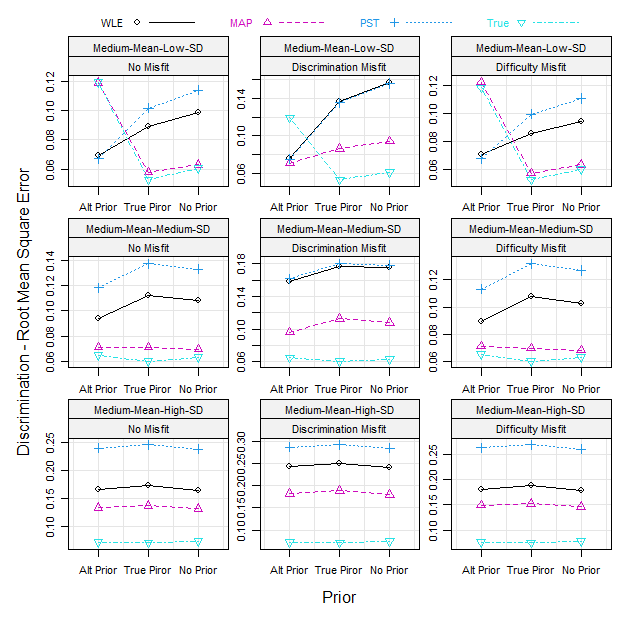 WLE MAP PST True
Medium-Mean-Low-SD Medium-Mean-Low-SD Medium-Mean-Low-SD
No Misfit Discrimination Misfit Difficulty Misfit
0.06 0.08 0.10 0.12
0.06 0.10 0.14
0.06 0.08 0.10 0.12
Alt Prior True Piror No Prior Alt Prior True Piror No Prior Alt Prior True Piror No Prior
Medium-Mean-Medium-SD Medium-Mean-Medium-SD Medium-Mean-Medium-SD
No Misfit Discrimination Misfit Difficulty Misfit
0.06 0.08 0.10 0.12 0.14
0.06 0.10 0.14 0.18
0.06 0.08 0.10 0.12
Alt Prior True Piror No Prior Alt Prior True Piror No Prior Alt Prior True Piror No Prior
Medium-Mean-High-SD Medium-Mean-High-SD Medium-Mean-High-SD
No Misfit Discrimination Misfit Difficulty Misfit
0.10 0.15 0.20 0.25
0.10 0.15 0.20 0.25 0.30
0.10 0.15 0.20 0.25
Alt Prior True Piror No Prior Alt Prior True Piror No Prior Alt Prior True Piror No Prior
Discrimination - Root Mean Square Error
Prior